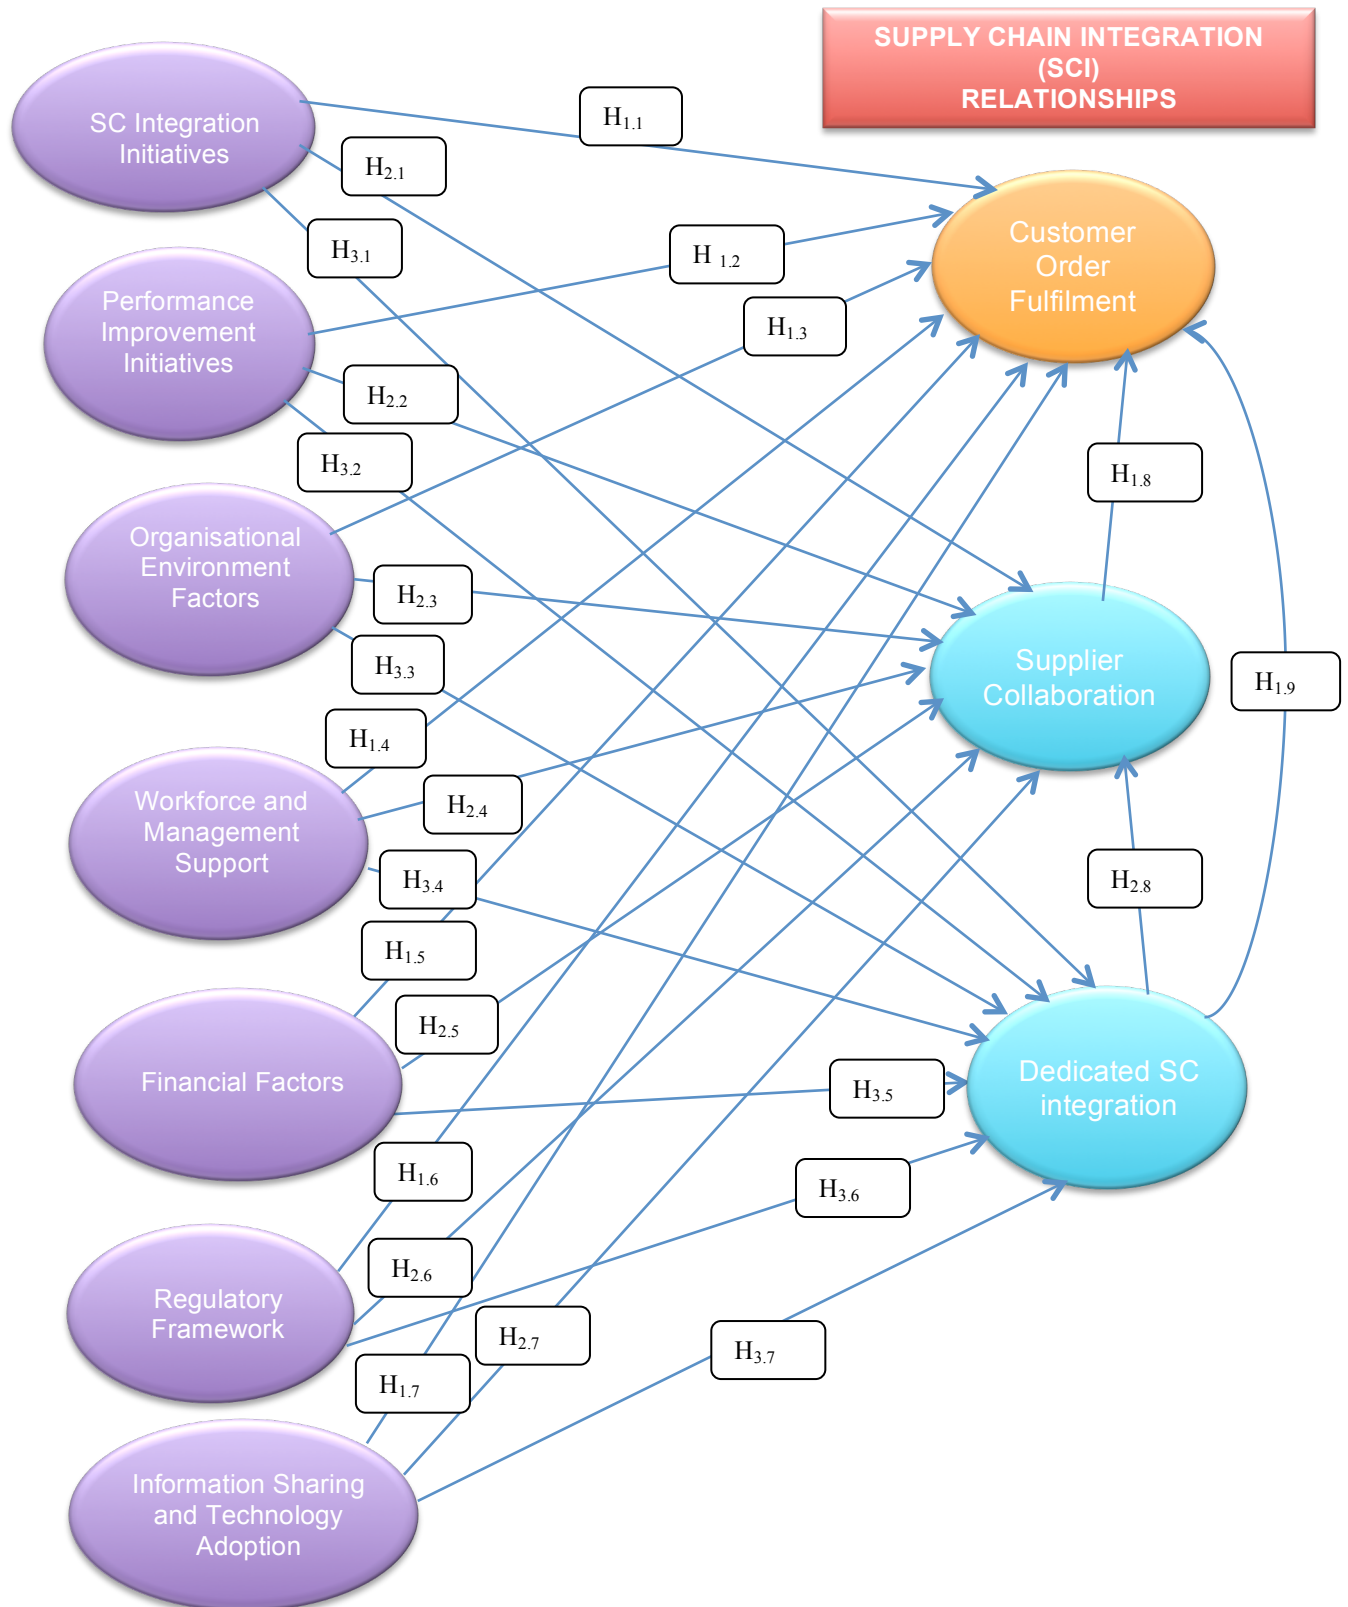 SUPPLY CHAIN INTEGRATION
(SCI)
RELATIONSHIPS
SC Integration
Initiatives
H1.1
H2.1
H3.1
Performance
Improvement
Initiatives
H 1.2
H2.2
H3.2
Customer
Order
Fulfilment
H1.3
H1.8
Organisational
Environment
Factors
H2.3
H3.3
Supplier
Collaboration
H1.9
H1.4
Workforce and
Management
Support
H2.4
H3.4
H2.8
H1.5
H2.5
Financial Factors
H3.5
Dedicated SC
integration
H1.6
H3.6
Regulatory
Framework
H2.6
H2.7
H3.7
H1.7
Information Sharing
and Technology
Adoption